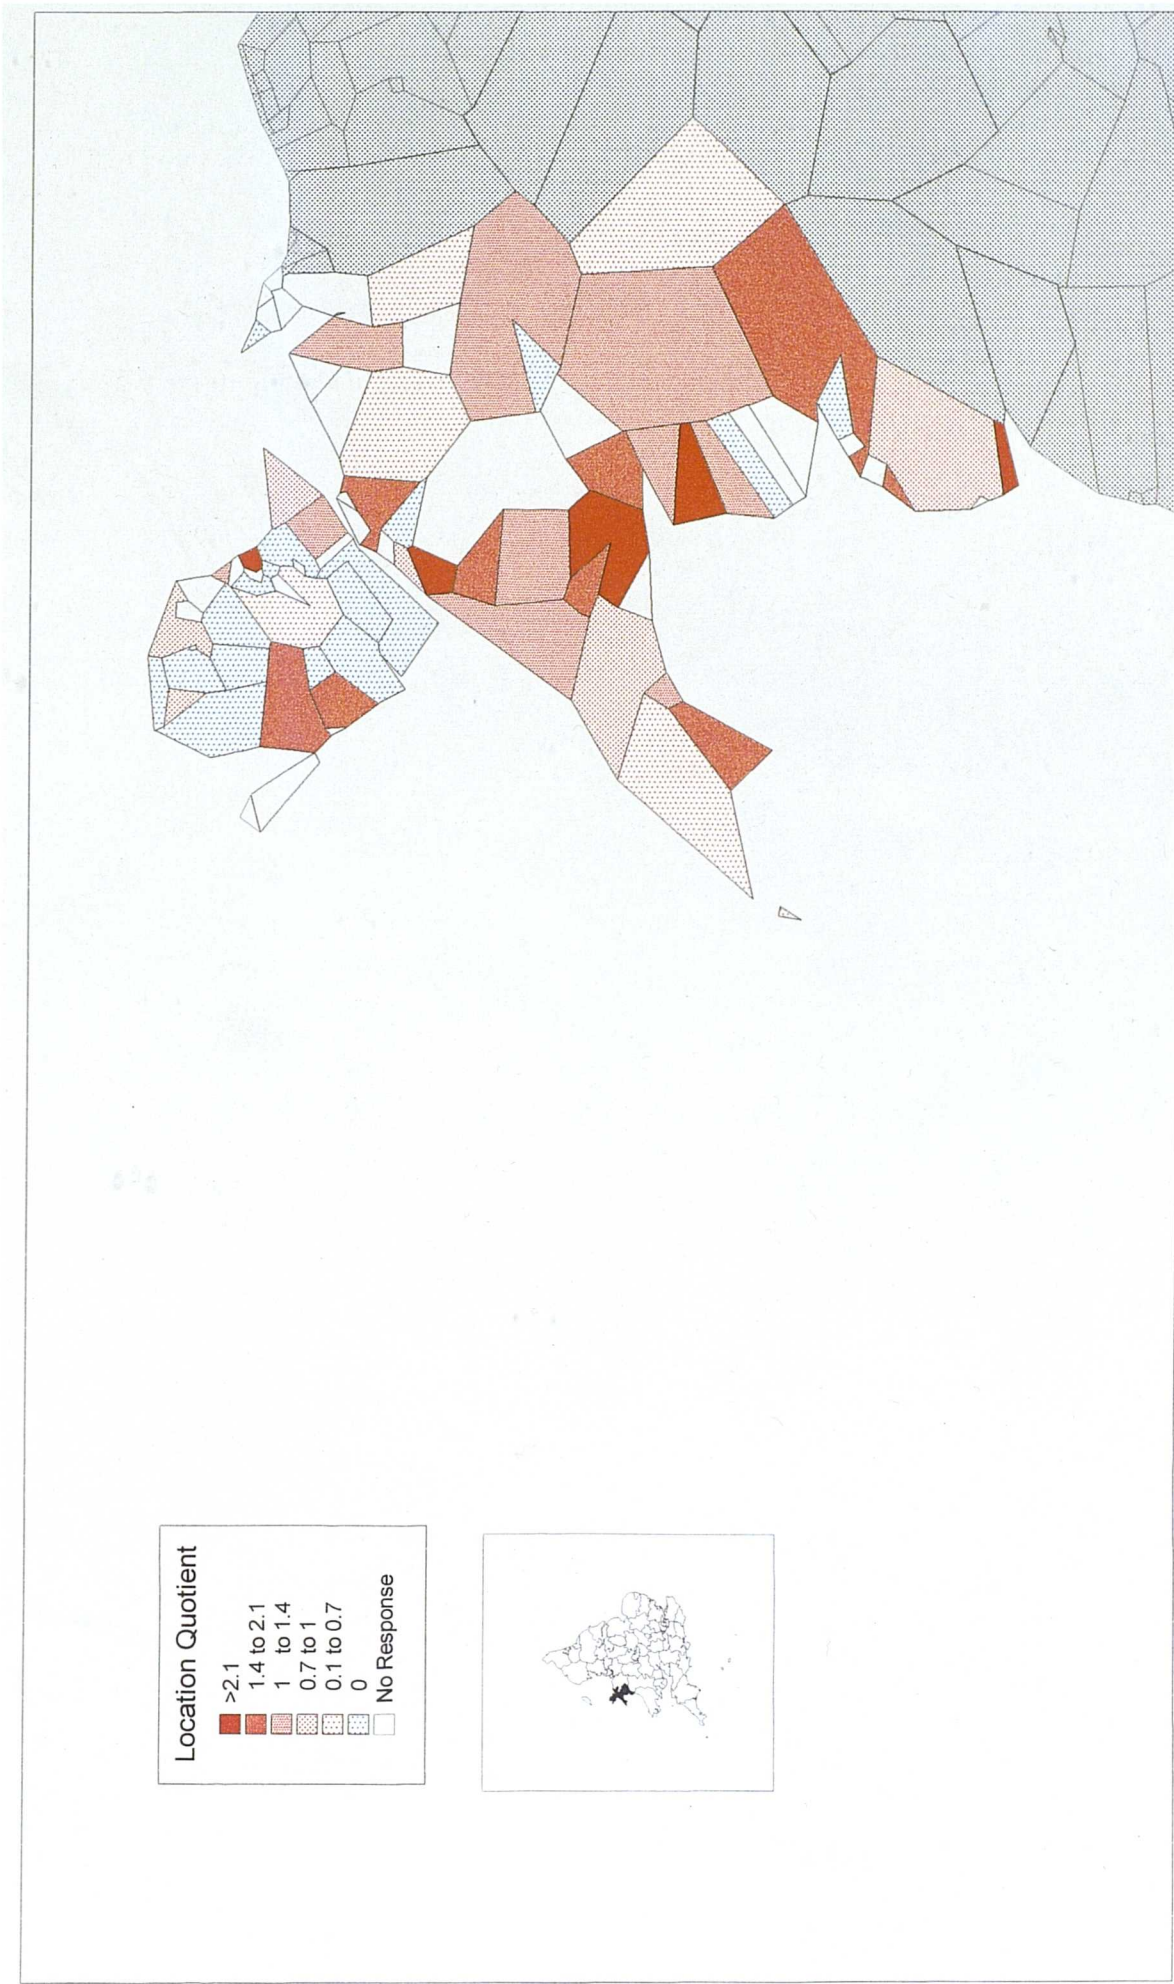 Location Quotient
>2.1
1.4 to 2.1
1 to 1.4
0.7 to 1
0.1 to 0.7
0
No Response